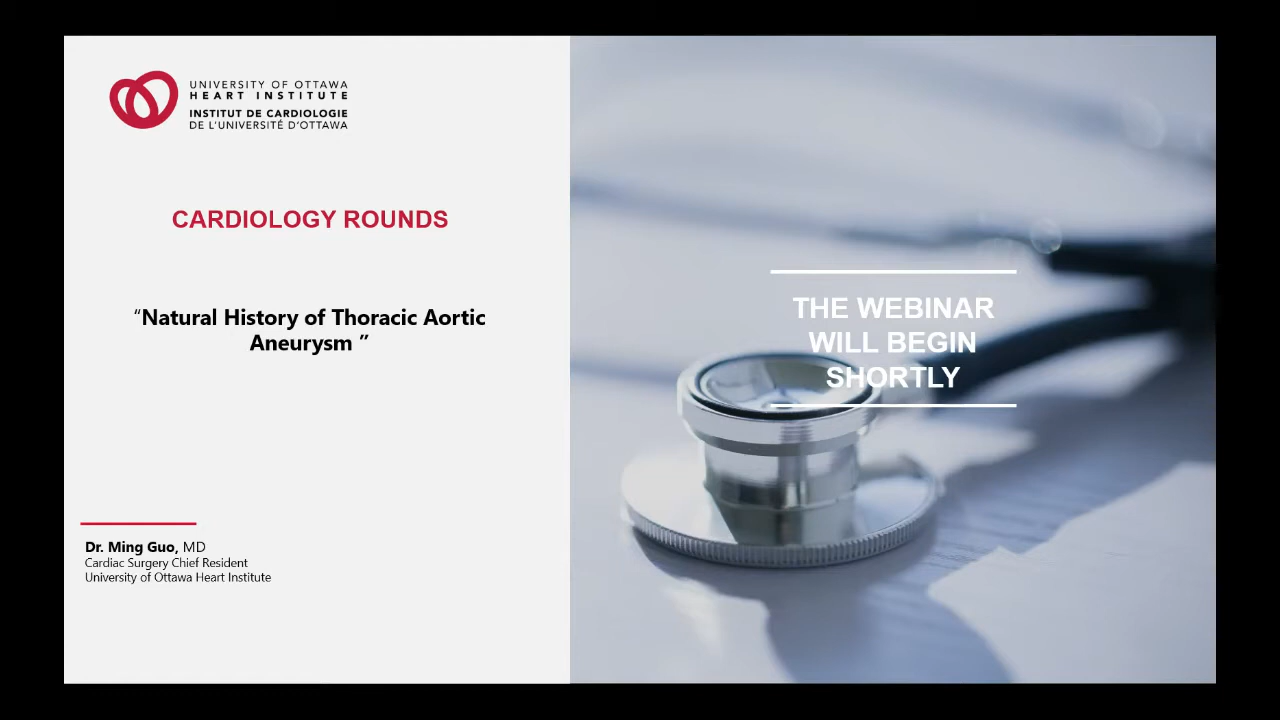 UNIVERSITY OF OTTAWA
HEART INSTITUTE
INSTITUT DE CARDIOLOGIE
DE L'UNIVERSITÉ D'OTTAWA
CARDIOLOGY ROUNDS
“Natural History of Thoracic Aortic
Aneurysm ”
Dr. Ming Guo, MD
Cardiac Surgery Chief Resident
University of Ottawa Heart Institute
THE WEBINAR
WILL BEGIN
SHORTLY